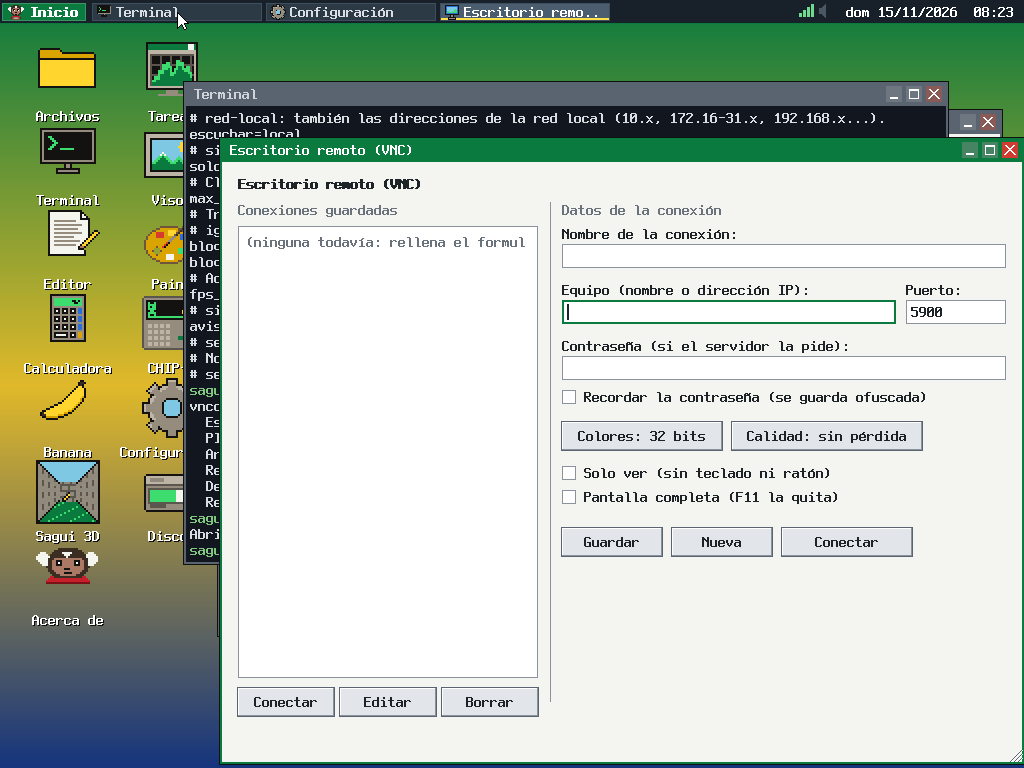 Inicio
Terminal
Configuración
Escritorio remo..
dom 15/11/2026 08:23
Archivos
Terminal
Editor
Calculadora
Banana
Sagui 3D
Acerca de
Terminal
# red-local: también las direcciones de la red local (10.x, 172.16-31.x, 192.168.x...).
escuchar=local
Escritorio remoto (VNC)
Escritorio remoto (VNC)
Conexiones guardadas
(ninguna todavía: rellena el formul
Conectar
Editar
Borrar
Datos de la conexión
Nombre de la conexión:
Equipo (nombre o dirección IP):
Puerto:
5900
Contraseña (si el servidor la pide):
Recordar la contraseña (se guarda ofuscada)
Colores: 32 bits
Calidad: sin pérdida
Solo ver (sin teclado ni ratón)
Pantalla completa (F11 la quita)
Guardar
Nueva
Conectar